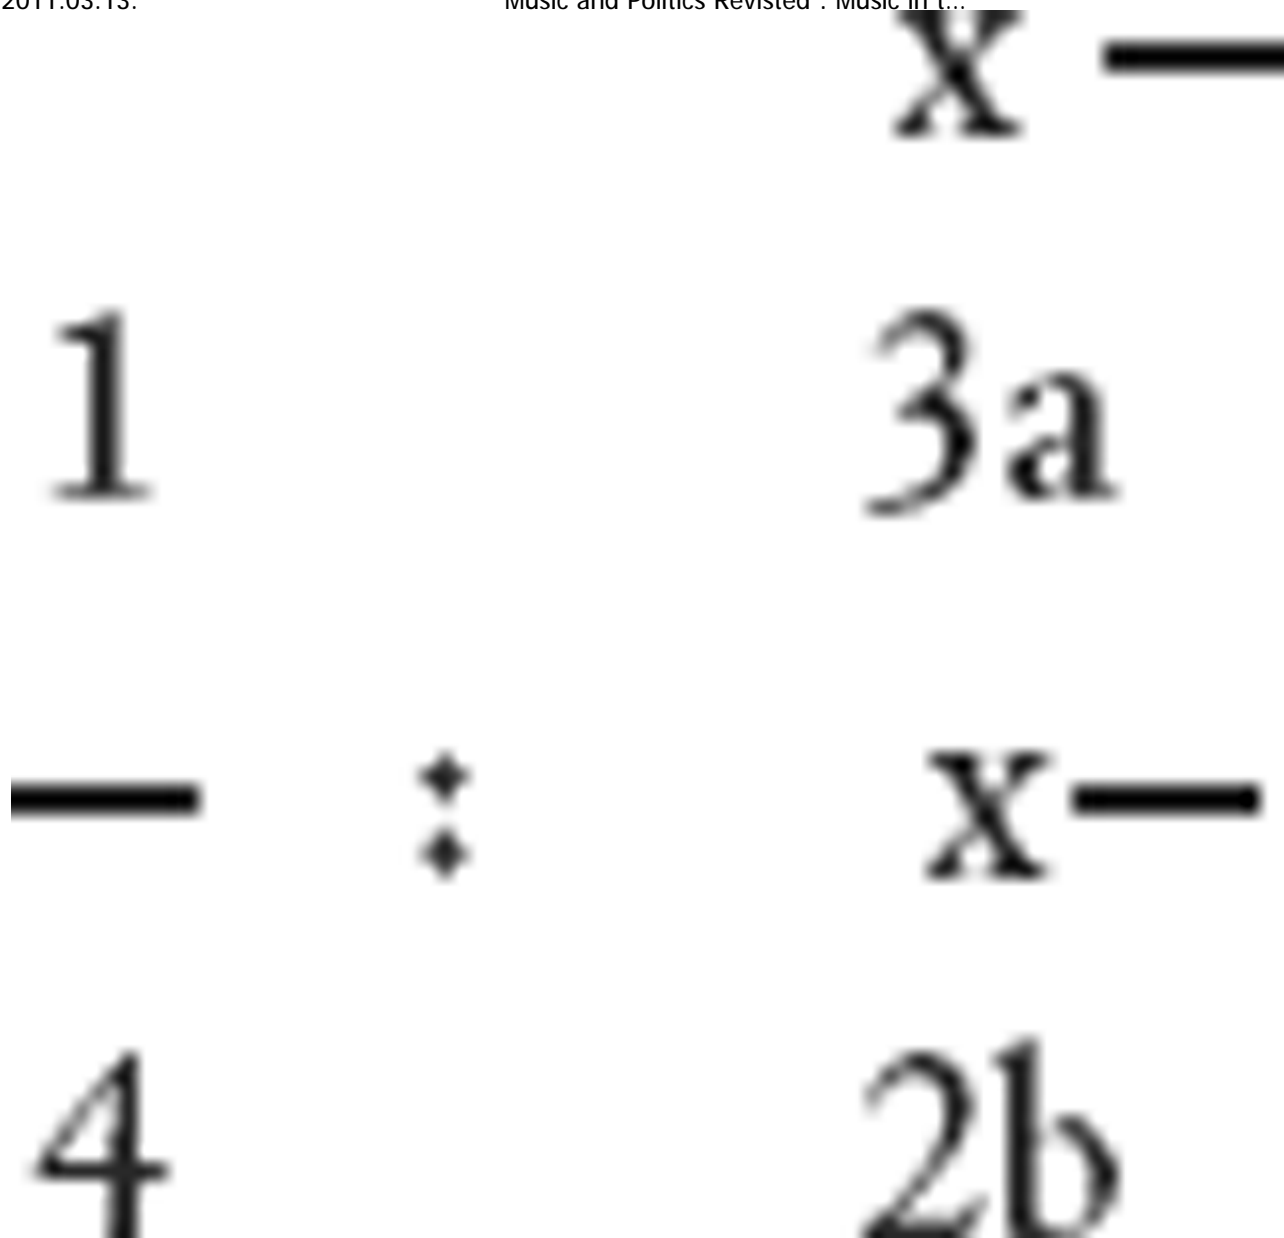 2011.03.13. Music and Politics Revisted : Music in t...
x —
1 3a
— : x—
4 2b